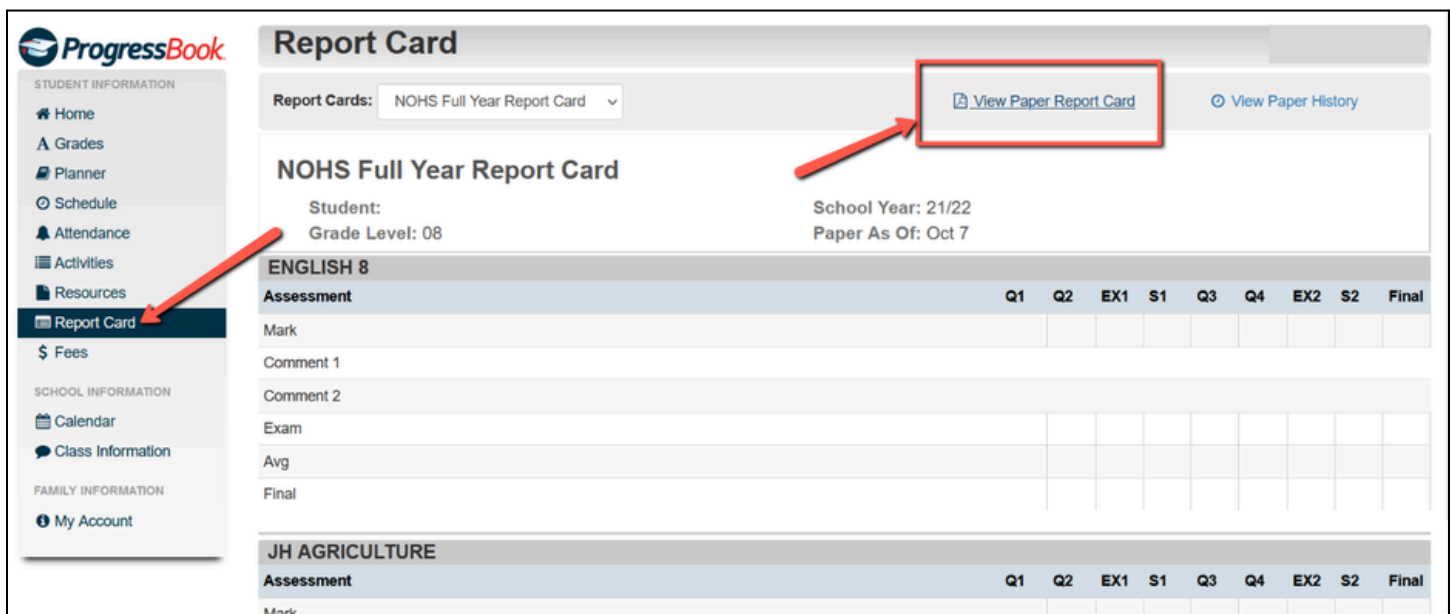 ProgressBook
STUDENT INFORMATION
Home
Grades
Planner
Schedule
Attendance
Activities
Resources
Report Card
$ Fees
SCHOOL INFORMATION
Calendar
Class Information
FAMILY INFORMATION
My Account
Report Card
Report Cards: NOHS Full Year Report Card
View Paper Report Card
View Paper History
NOHS Full Year Report Card
Student:
School Year: 21/22
Grade Level: 08
Paper As Of: Oct 7
ENGLISH 8
Assessment Q1 Q2 EX1 S1 Q3 Q4 EX2 S2 Final
Mark
Comment 1
Comment 2
Exam
Avg
Final
JH AGRICULTURE
Assessment Q1 Q2 EX1 S1 Q3 Q4 EX2 S2 Final
Mark